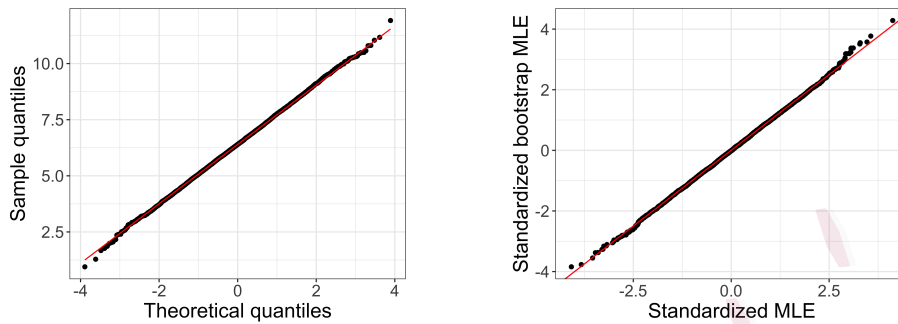 10.0
7.5
5.0
2.5
Sample quantiles
-4 -2 0 2 4
Theoretical quantiles
4
2
0
-2
-4
Standardized bootstrap MLE
-2.5 0.0 2.5
Standardized MLE